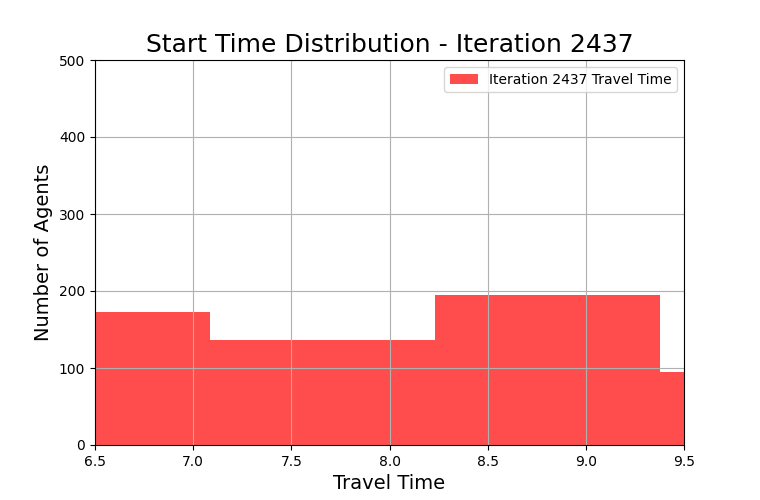 Start Time Distribution - Iteration 2437
Iteration 2437 Travel Time
Number of Agents
500
400
300
200
100
0
6.5 7.0 7.5 8.0 8.5 9.0 9.5
Travel Time